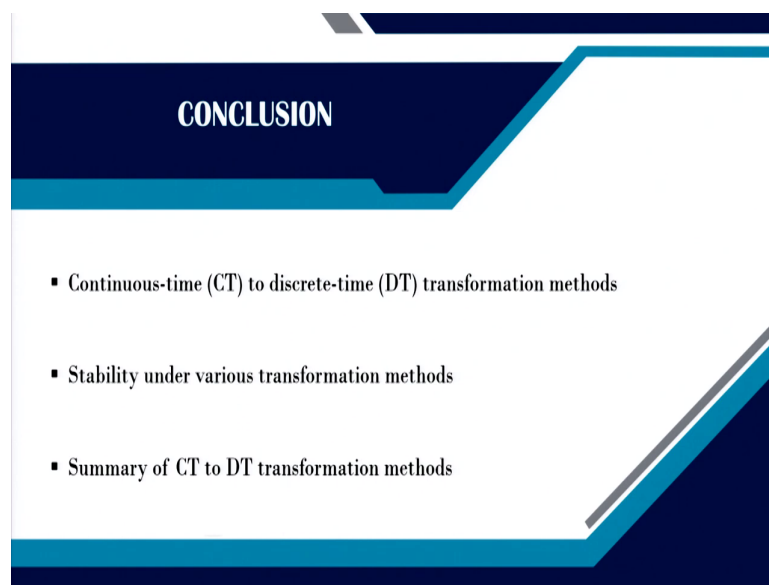 CONCLUSION
▪ Continuous-time (CT) to discrete-time (DT) transformation methods
▪ Stability under various transformation methods
▪ Summary of CT to DT transformation methods